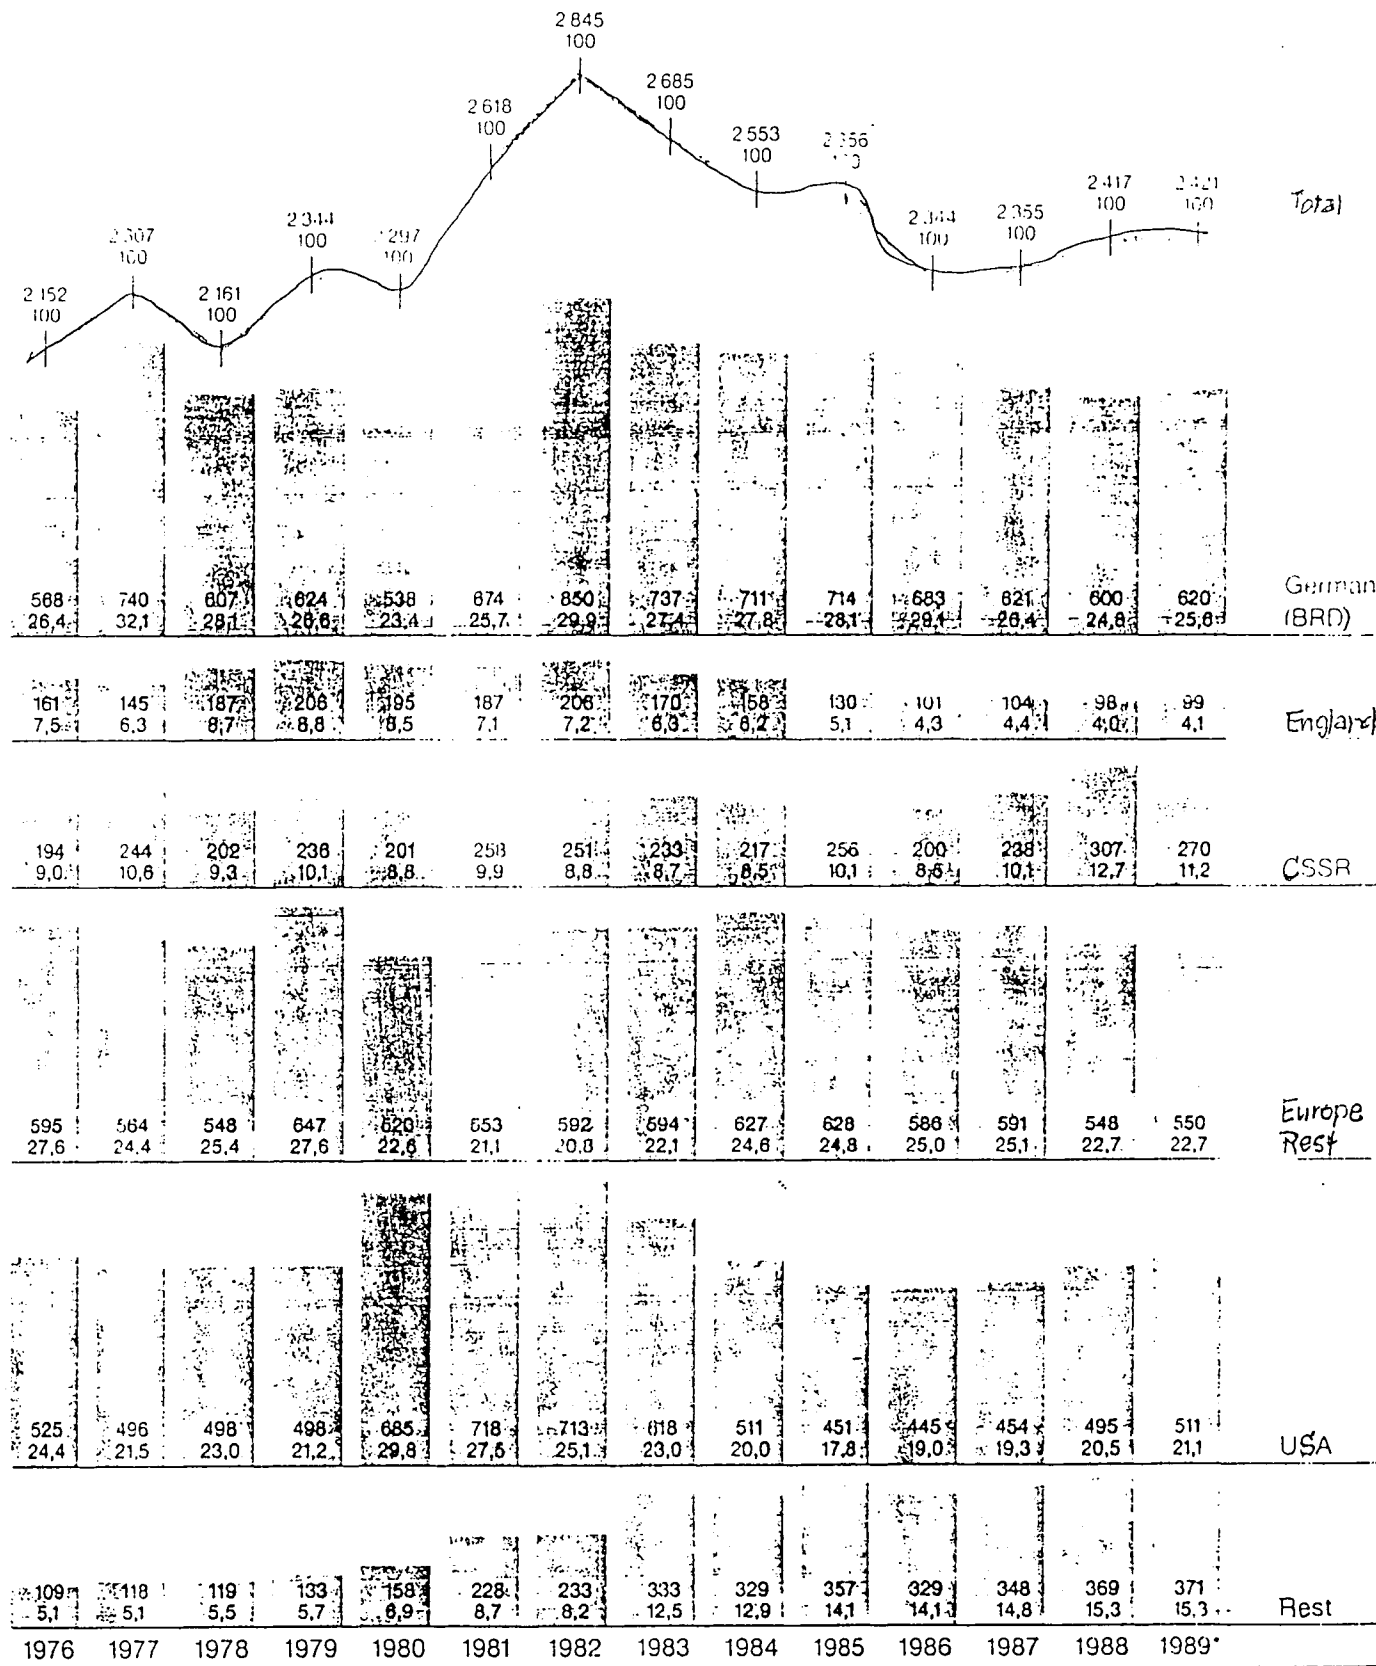 2 845
100
2 685
100
2 618
100
2 553
100
2 417
100
2 421
100
Total
2 344
100
2 355
100
2 307
100
2 344
100
100
2 152
100
2 161
100
568 740 607 624 538 674 850 737 711 714 683 621 600 620
German
26,4 32,1 28,1 26,6 23,4 25,7 29,9 27,4 27,8 28,1 29,1 26,4 24,8 25,6
(BRD)
161 145 187 206 195 187 206 170 158 130 101 104 98 99
7,5 6,3 8,7 8,8 8,5 7,1 7,2 6,3 6,2 5,1 4,3 4,4 4,0 4,1
England
194 244 202 236 201 258 251 233 217 256 200 238 307 270
9,0 10,6 9,3 10,1 8,8 9,9 8,8 8,7 8,5 10,1 8,5 10,1 12,7 11,2
CSSR
595 564 548 647 520 553 592 594 627 628 586 591 548 550
Europe
27,6 24,4 25,4 27,6 22,6 21,1 20,8 22,1 24,6 24,8 25,0 25,1 22,7 22,7
Rest
525 496 498 498 685 718 713 618 511 451 445 454 495 511
24,4 21,5 23,0 21,2 29,8 27,5 25,1 23,0 20,0 17,8 19,0 19,3 20,5 21,1
USA
109 118 119 133 158 228 233 333 329 357 329 348 369 371
5,1 5,1 5,5 5,7 6,9 8,7 8,2 12,5 12,9 14,1 14,1 14,8 15,3 15,3
Rest
1976 1977 1978 1979 1980 1981 1982 1983 1984 1985 1986 1987 1988 1989*